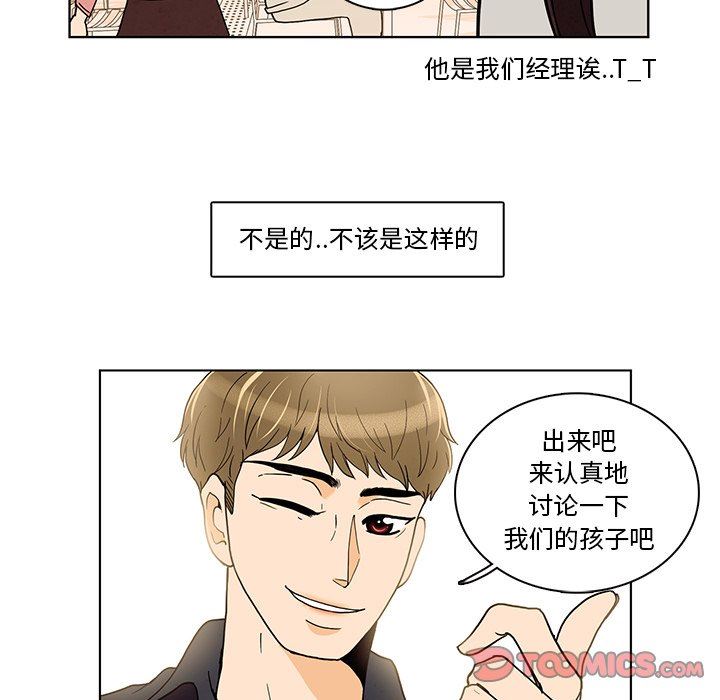 他是我们经理诶..T_T
不是的..不该是这样的
出来吧
来认真地
讨论一下
我们的孩子吧
TOOMICS.COM